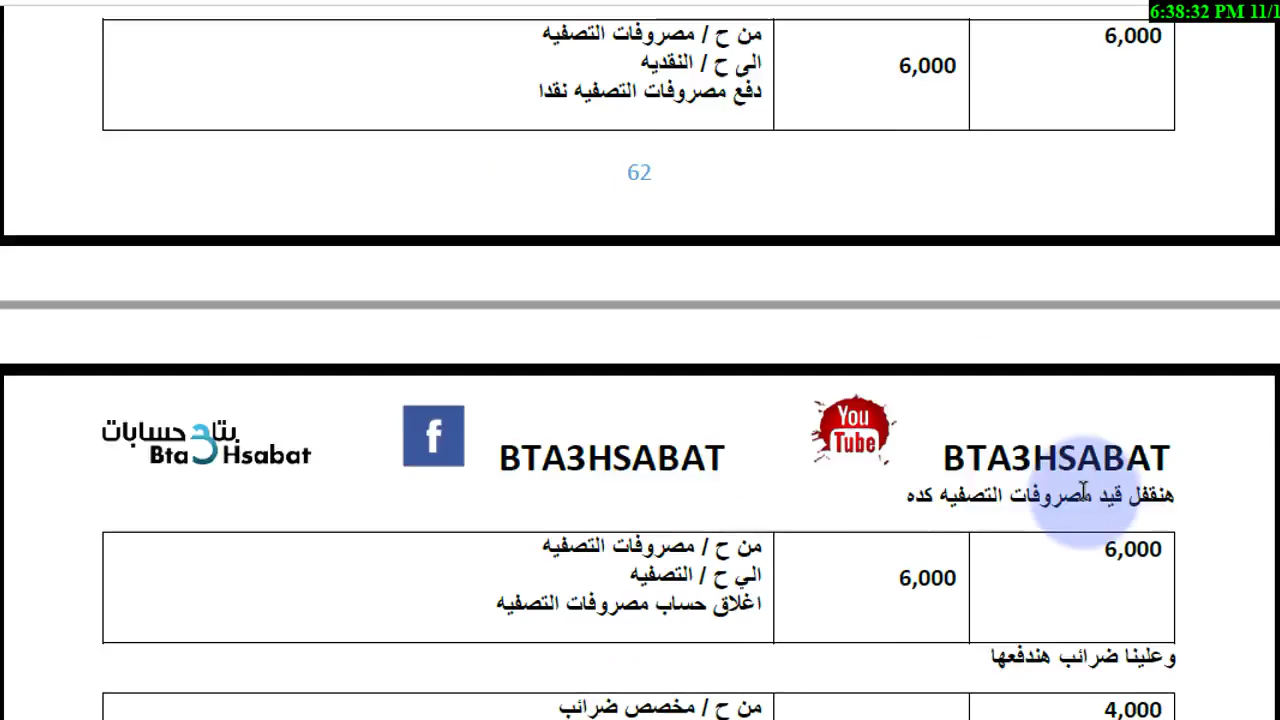 6:38:32 PM 11/1
6,000 من ح / مصروفات التصفيه
6,000 الى ح / النقديه
دفع مصروفات التصفيه نقدا
62
بتاع حسابات
Bta3Hsabat
f BTA3HSABAT You Tube BTA3HSABAT
هنقفل قيد مصروفات التصفيه كده
6,000 من ح / مصروفات التصفيه
6,000 الي ح / التصفيه
اغلاق حساب مصروفات التصفيه
وعلينا ضرائب هندفعها
4,000 من ح / مخصص ضرائب